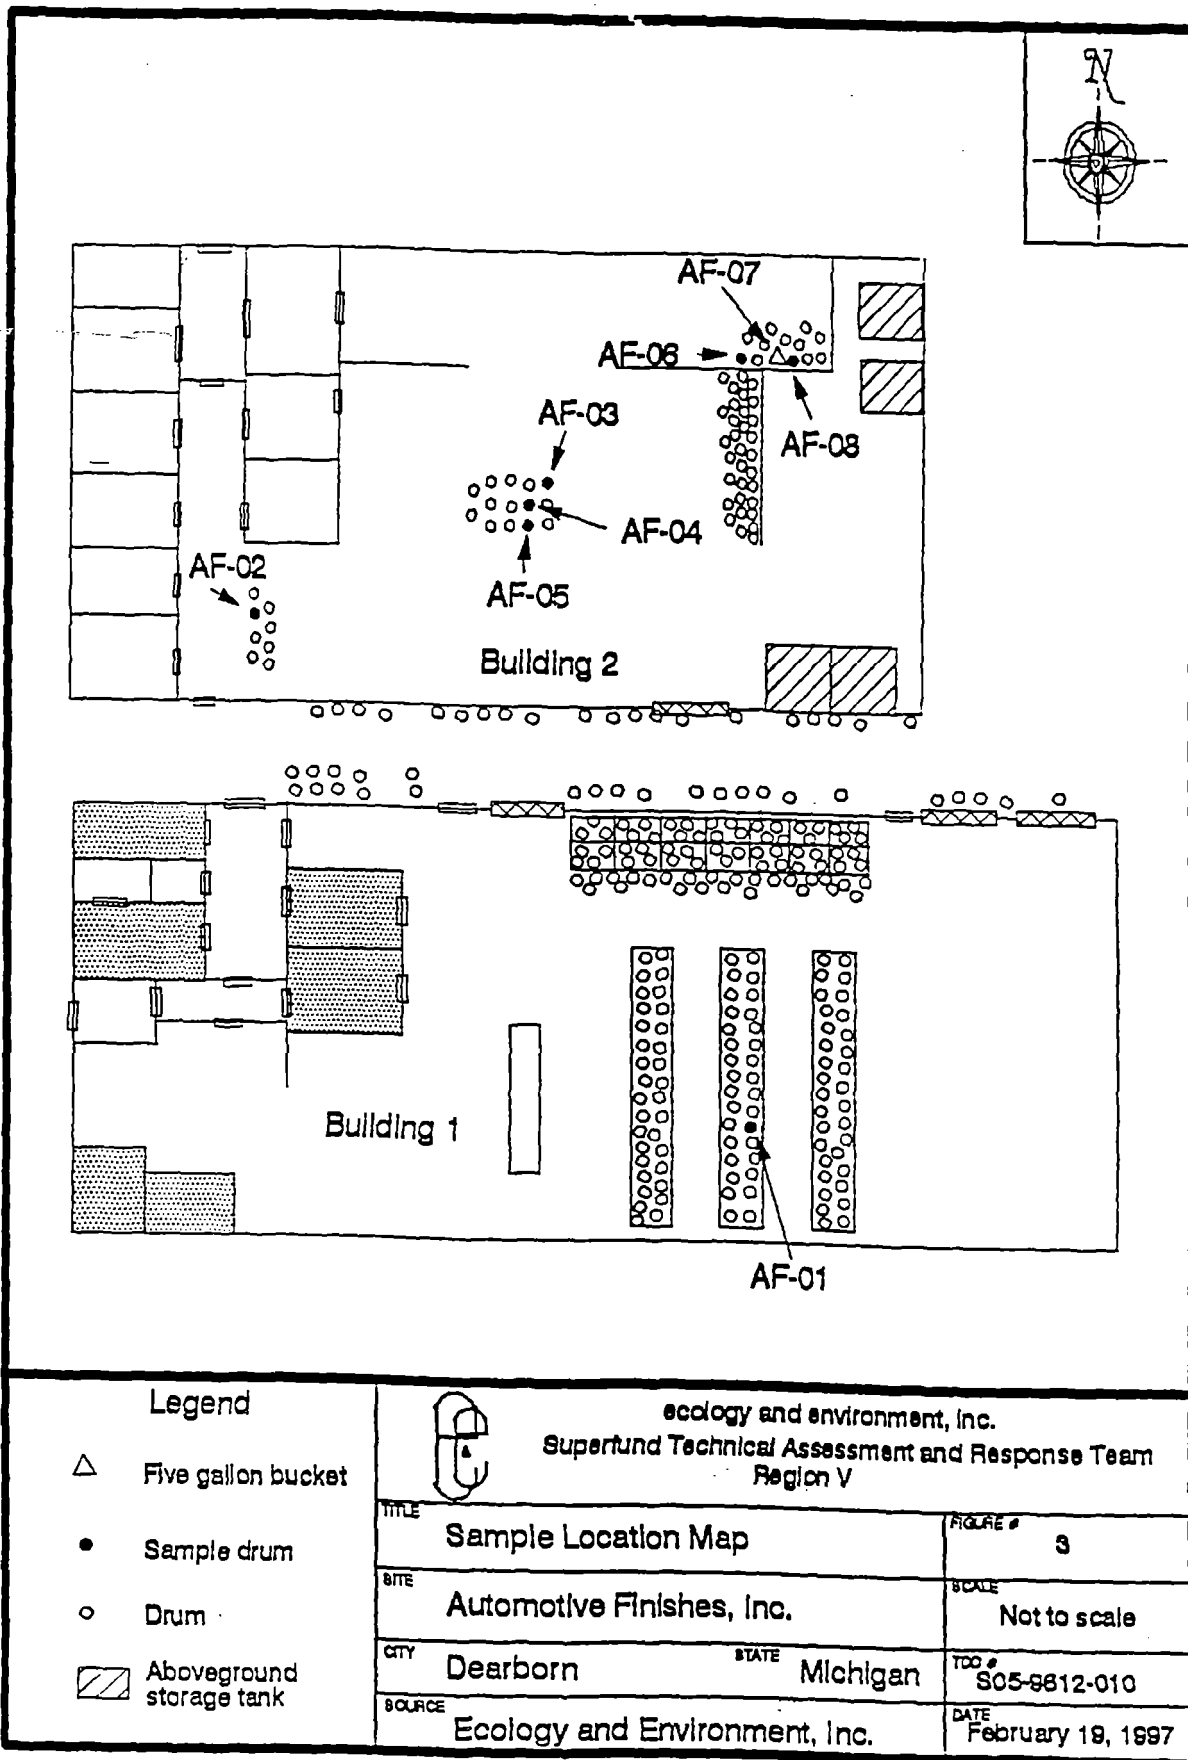 N
AF-07
AF-06
AF-03
AF-08
AF-04
AF-02
AF-05
Building 2
Building 1
AF-01
Legend
Five gallon bucket
Sample drum
Drum
Aboveground
storage tank
ecology and environment, inc.
Superfund Technical Assessment and Response Team
Region V
TITLE
Sample Location Map
FIGURE #
3
SITE
Automotive Finishes, Inc.
SCALE
Not to scale
CITY
Dearborn
STATE
Michigan
TDD #
S05-9612-010
SOURCE
Ecology and Environment, Inc.
DATE
February 19, 1997